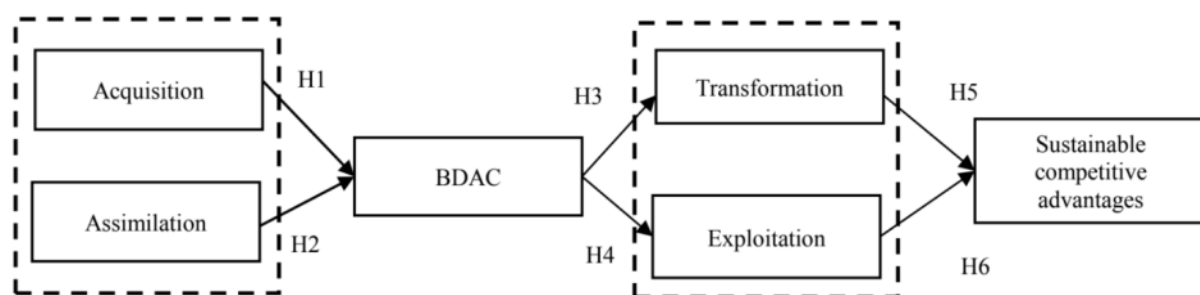 Acquisition
H1
Assimilation
H2
BDAC
H3
H4
Transformation
Exploitation
H5
H6
Sustainable
competitive
advantages